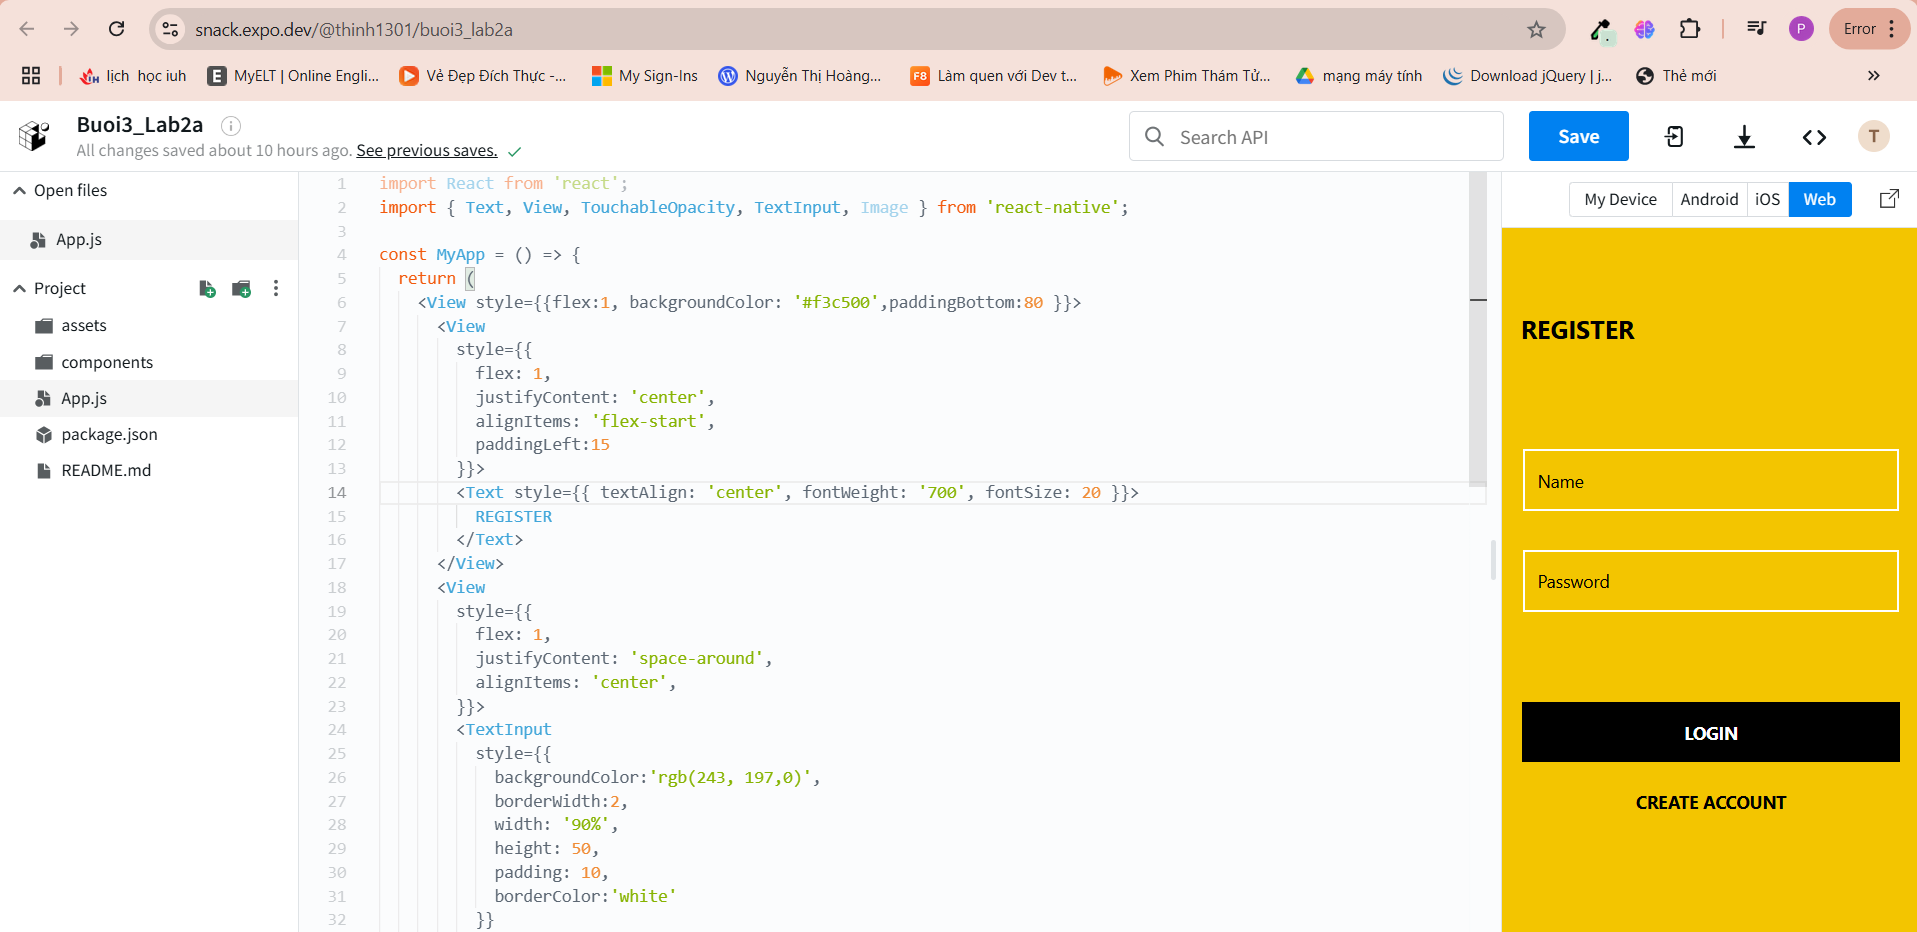 snack.expo.dev/@thinh1301/buoi3_lab2a
P
Error
lịch học iuh
MyELT | Online Engli...
Vẻ Đẹp Đích Thực -...
My Sign-Ins
Nguyễn Thị Hoàng...
F8
Làm quen với Dev t...
Xem Phim Thám Tử...
mạng máy tính
Download jQuery | j...
Thẻ mới
Buoi3_Lab2a
All changes saved about 10 hours ago. See previous saves.
Search API
Save
T
Open files
App.js
Project
assets
components
App.js
package.json
README.md
1 import React from 'react';
2 import { Text, View, TouchableOpacity, TextInput, Image } from 'react-native';
3
4 const MyApp = () => {
5 return (
6 <View style={{flex:1, backgroundColor: '#f3c500',paddingBottom:80 }}>
7 <View
8 style={{
9 flex: 1,
10 justifyContent: 'center',
11 alignItems: 'flex-start',
12 paddingLeft:15
13 }}>
14 <Text style={{ textAlign: 'center', fontWeight: '700', fontSize: 20 }}>
15 REGISTER
16 </Text>
17 </View>
18 <View
19 style={{
20 flex: 1,
21 justifyContent: 'space-around',
22 alignItems: 'center',
23 }}>
24 <TextInput
25 style={{
26 backgroundColor:'rgb(243, 197,0)',
27 borderWidth:2,
28 width: '90%',
29 height: 50,
30 padding: 10,
31 borderColor:'white'
32 }}
My Device
Android
iOS
Web
REGISTER
Name
Password
LOGIN
CREATE ACCOUNT